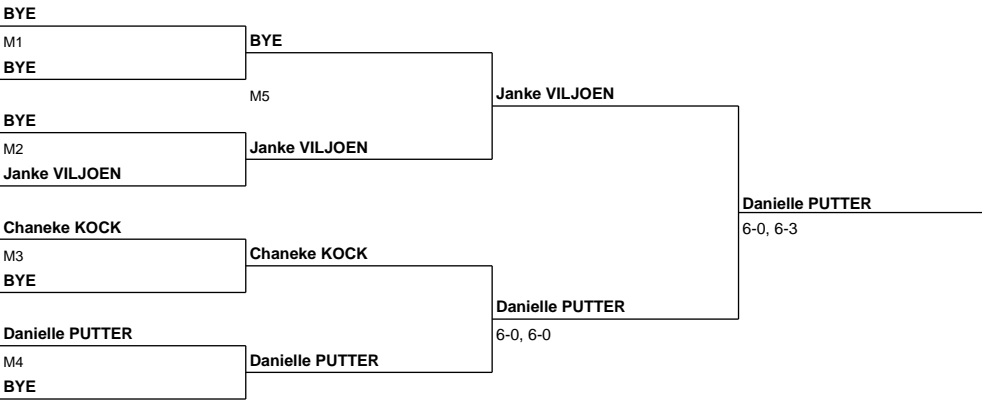 BYE
M1
BYE
BYE
M5
BYE
M2
Janke VILJOEN
Janke VILJOEN
Janke VILJOEN
Chaneke KOCK
M3
BYE
Chaneke KOCK
Danielle PUTTER
M4
BYE
Danielle PUTTER
Danielle PUTTER
6-0, 6-0
Danielle PUTTER
6-0, 6-3